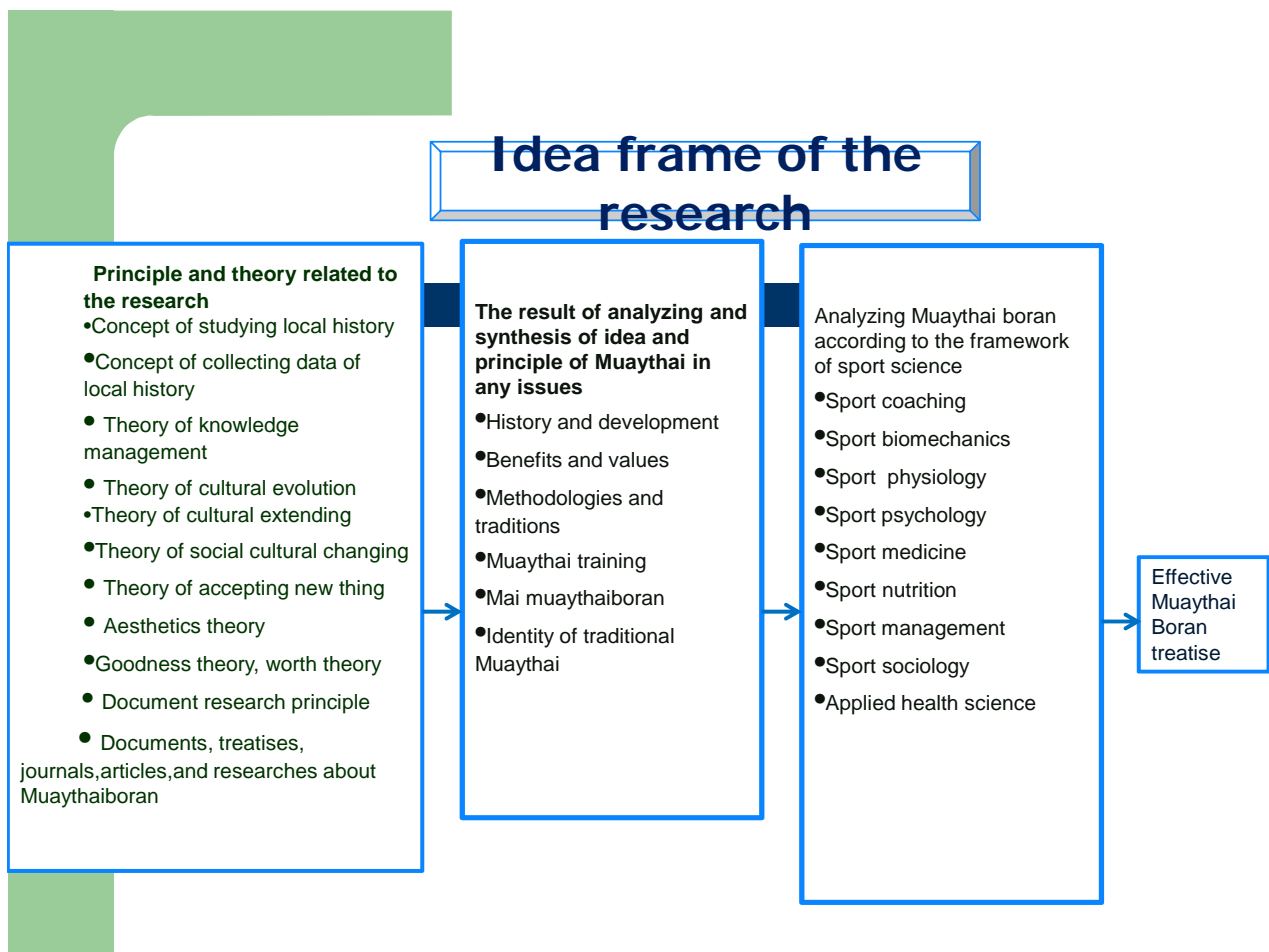 Idea frame of the
research
Principle and theory related to
the research
•Concept of studying local history
•Concept of collecting data of
local history
• Theory of knowledge
management
• Theory of cultural evolution
•Theory of cultural extending
•Theory of social cultural changing
• Theory of accepting new thing
• Aesthetics theory
•Goodness theory, worth theory
• Document research principle
• Documents, treatises,
journals,articles,and researches about
Muaythaiboran
The result of analyzing and
synthesis of idea and
principle of Muaythai in
any issues
•History and development
•Benefits and values
•Methodologies and
traditions
•Muaythai training
•Mai muaythaiboran
•Identity of traditional
Muaythai
Analyzing Muaythai boran
according to the framework
of sport science
•Sport coaching
•Sport biomechanics
•Sport physiology
•Sport psychology
•Sport medicine
•Sport nutrition
•Sport management
•Sport sociology
•Applied health science
Effective
Muaythai
Boran
treatise